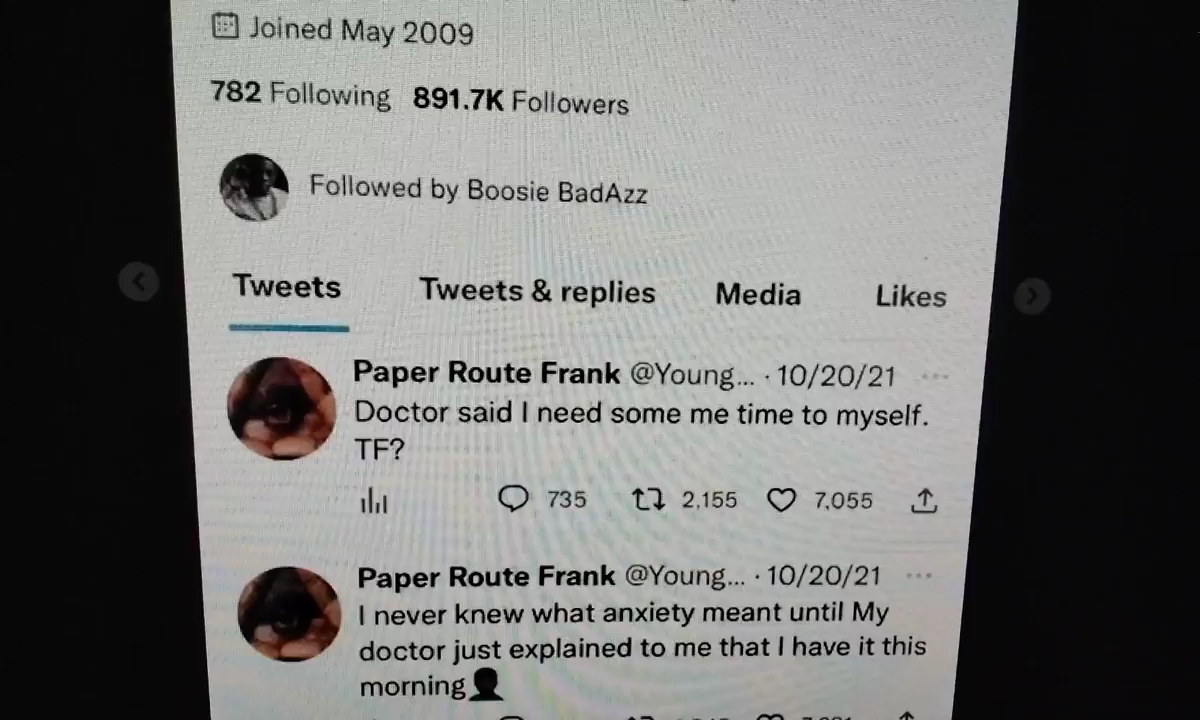 Joined May 2009
782 Following 891.7K Followers
Followed by Boosie BadAzz
Tweets Tweets & replies Media Likes
Paper Route Frank @Young... · 10/20/21
Doctor said I need some me time to myself.
TF?
735 2,155 7,055
Paper Route Frank @Young... · 10/20/21
I never knew what anxiety meant until My
doctor just explained to me that I have it this
morning👤